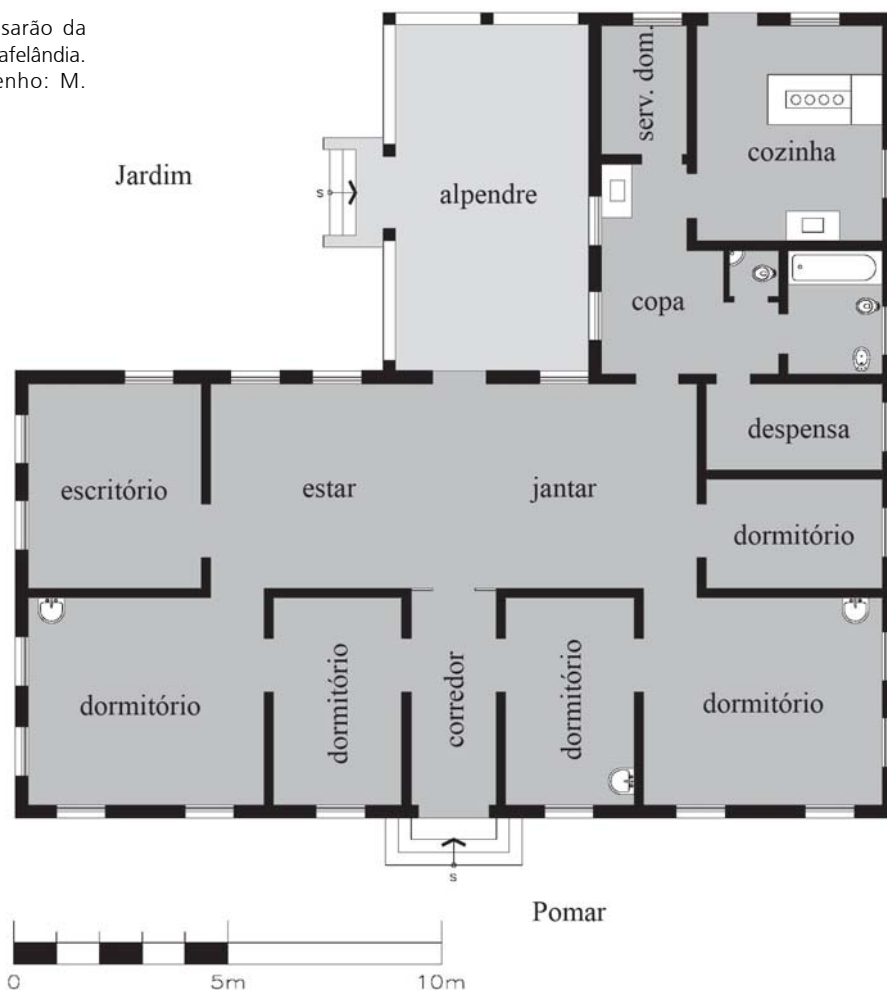 sarão da
afelândia.
enho: M.
Jardim
s
alpendre
serv. dom.
cozinha
copa
despensa
escritório
estar
jantar
dormitório
dormitório
dormitório
corredor
dormitório
dormitório
s
Pomar
0 5m 10m